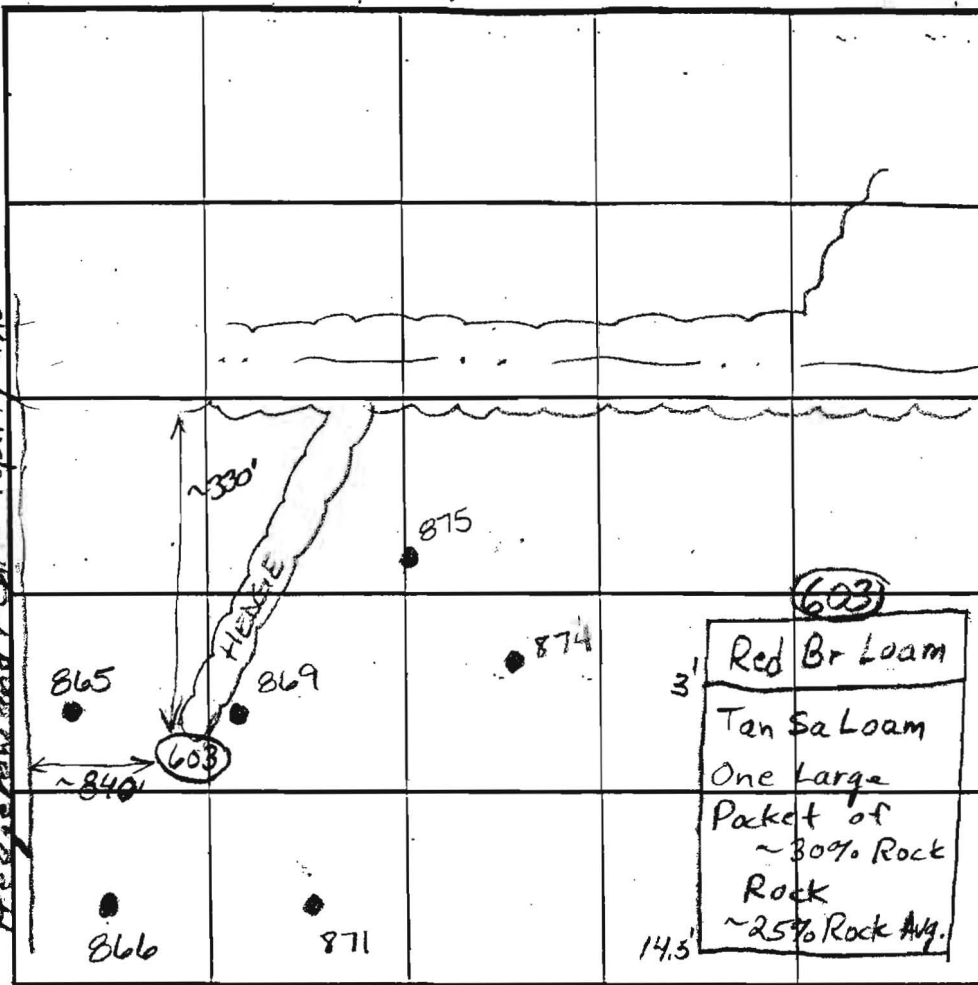 ~330'
875
HEDGE
603
874
865
869
603
~840'
866
871
Red Br Loam
3'
Tan Sa Loam
One Large
Pocket of
~30% Rock
Rock
~25% Rock Avg.
14.5'